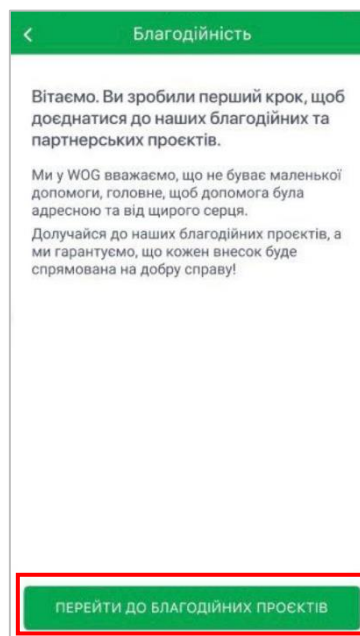 Благодійність
Вітаємо. Ви зробили перший крок, щоб
доєднатися до наших благодійних та
партнерських проєктів.
Ми у WOG вважаємо, що не буває маленької
допомоги, головне, щоб допомога була
адресною та від щирого серця.
Долучайся до наших благодійних проєктів, а
ми гарантуємо, що кожен внесок буде
спрямована на добру справу!
ПЕРЕЙТИ ДО БЛАГОДІЙНИХ ПРОЄКТІВ